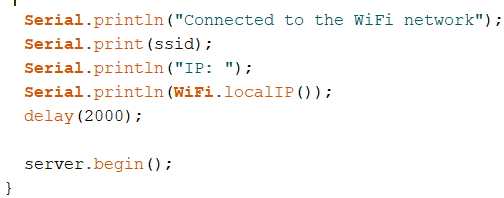 Serial.println("Connected to the WiFi network");
Serial.print(ssid);
Serial.println("IP: ");
Serial.println(WiFi.localIP());
delay(2000);

server.begin();
}